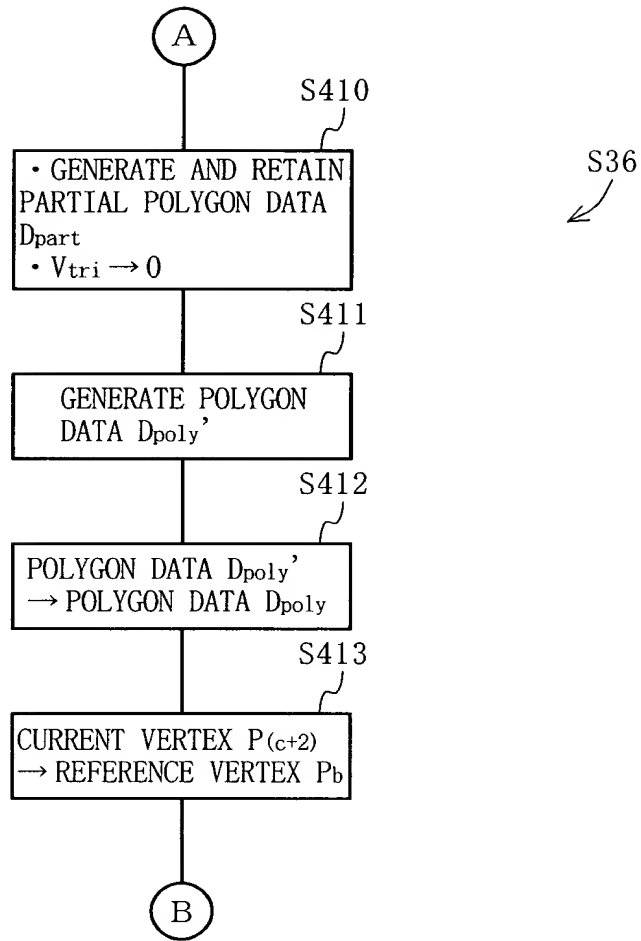 A
S410
・GENERATE AND RETAIN
PARTIAL POLYGON DATA
Dpart
・Vtri→0
S36
S411
GENERATE POLYGON
DATA Dpoly’
S412
POLYGON DATA Dpoly’
→POLYGON DATA Dpoly
S413
CURRENT VERTEX P(c+2)
→REFERENCE VERTEX Pb
B